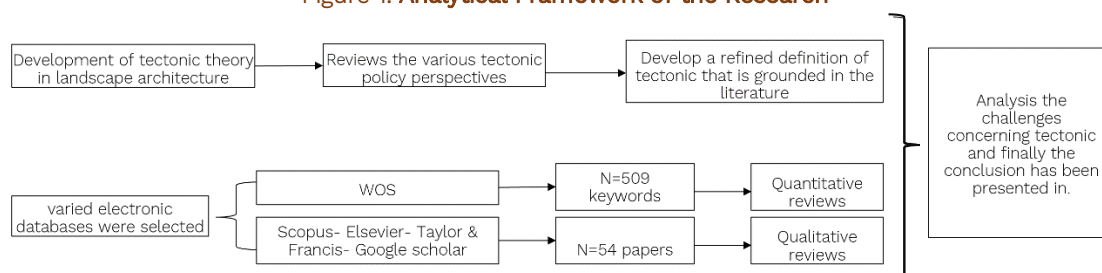 Figure 1. Analytical Framework of the Research
Development of tectonic theory
in landscape architecture
Reviews the various tectonic
policy perspectives
Develop a refined definition of
tectonic that is grounded in the
literature
varied electronic
databases were selected
WOS
N=509
keywords
Quantitative
reviews
Scopus- Elsevier- Taylor &
Francis- Google scholar
N=54 papers
Qualitative
reviews
Analysis the
challenges
concerning tectonic
and finally the
conclusion has been
presented in.